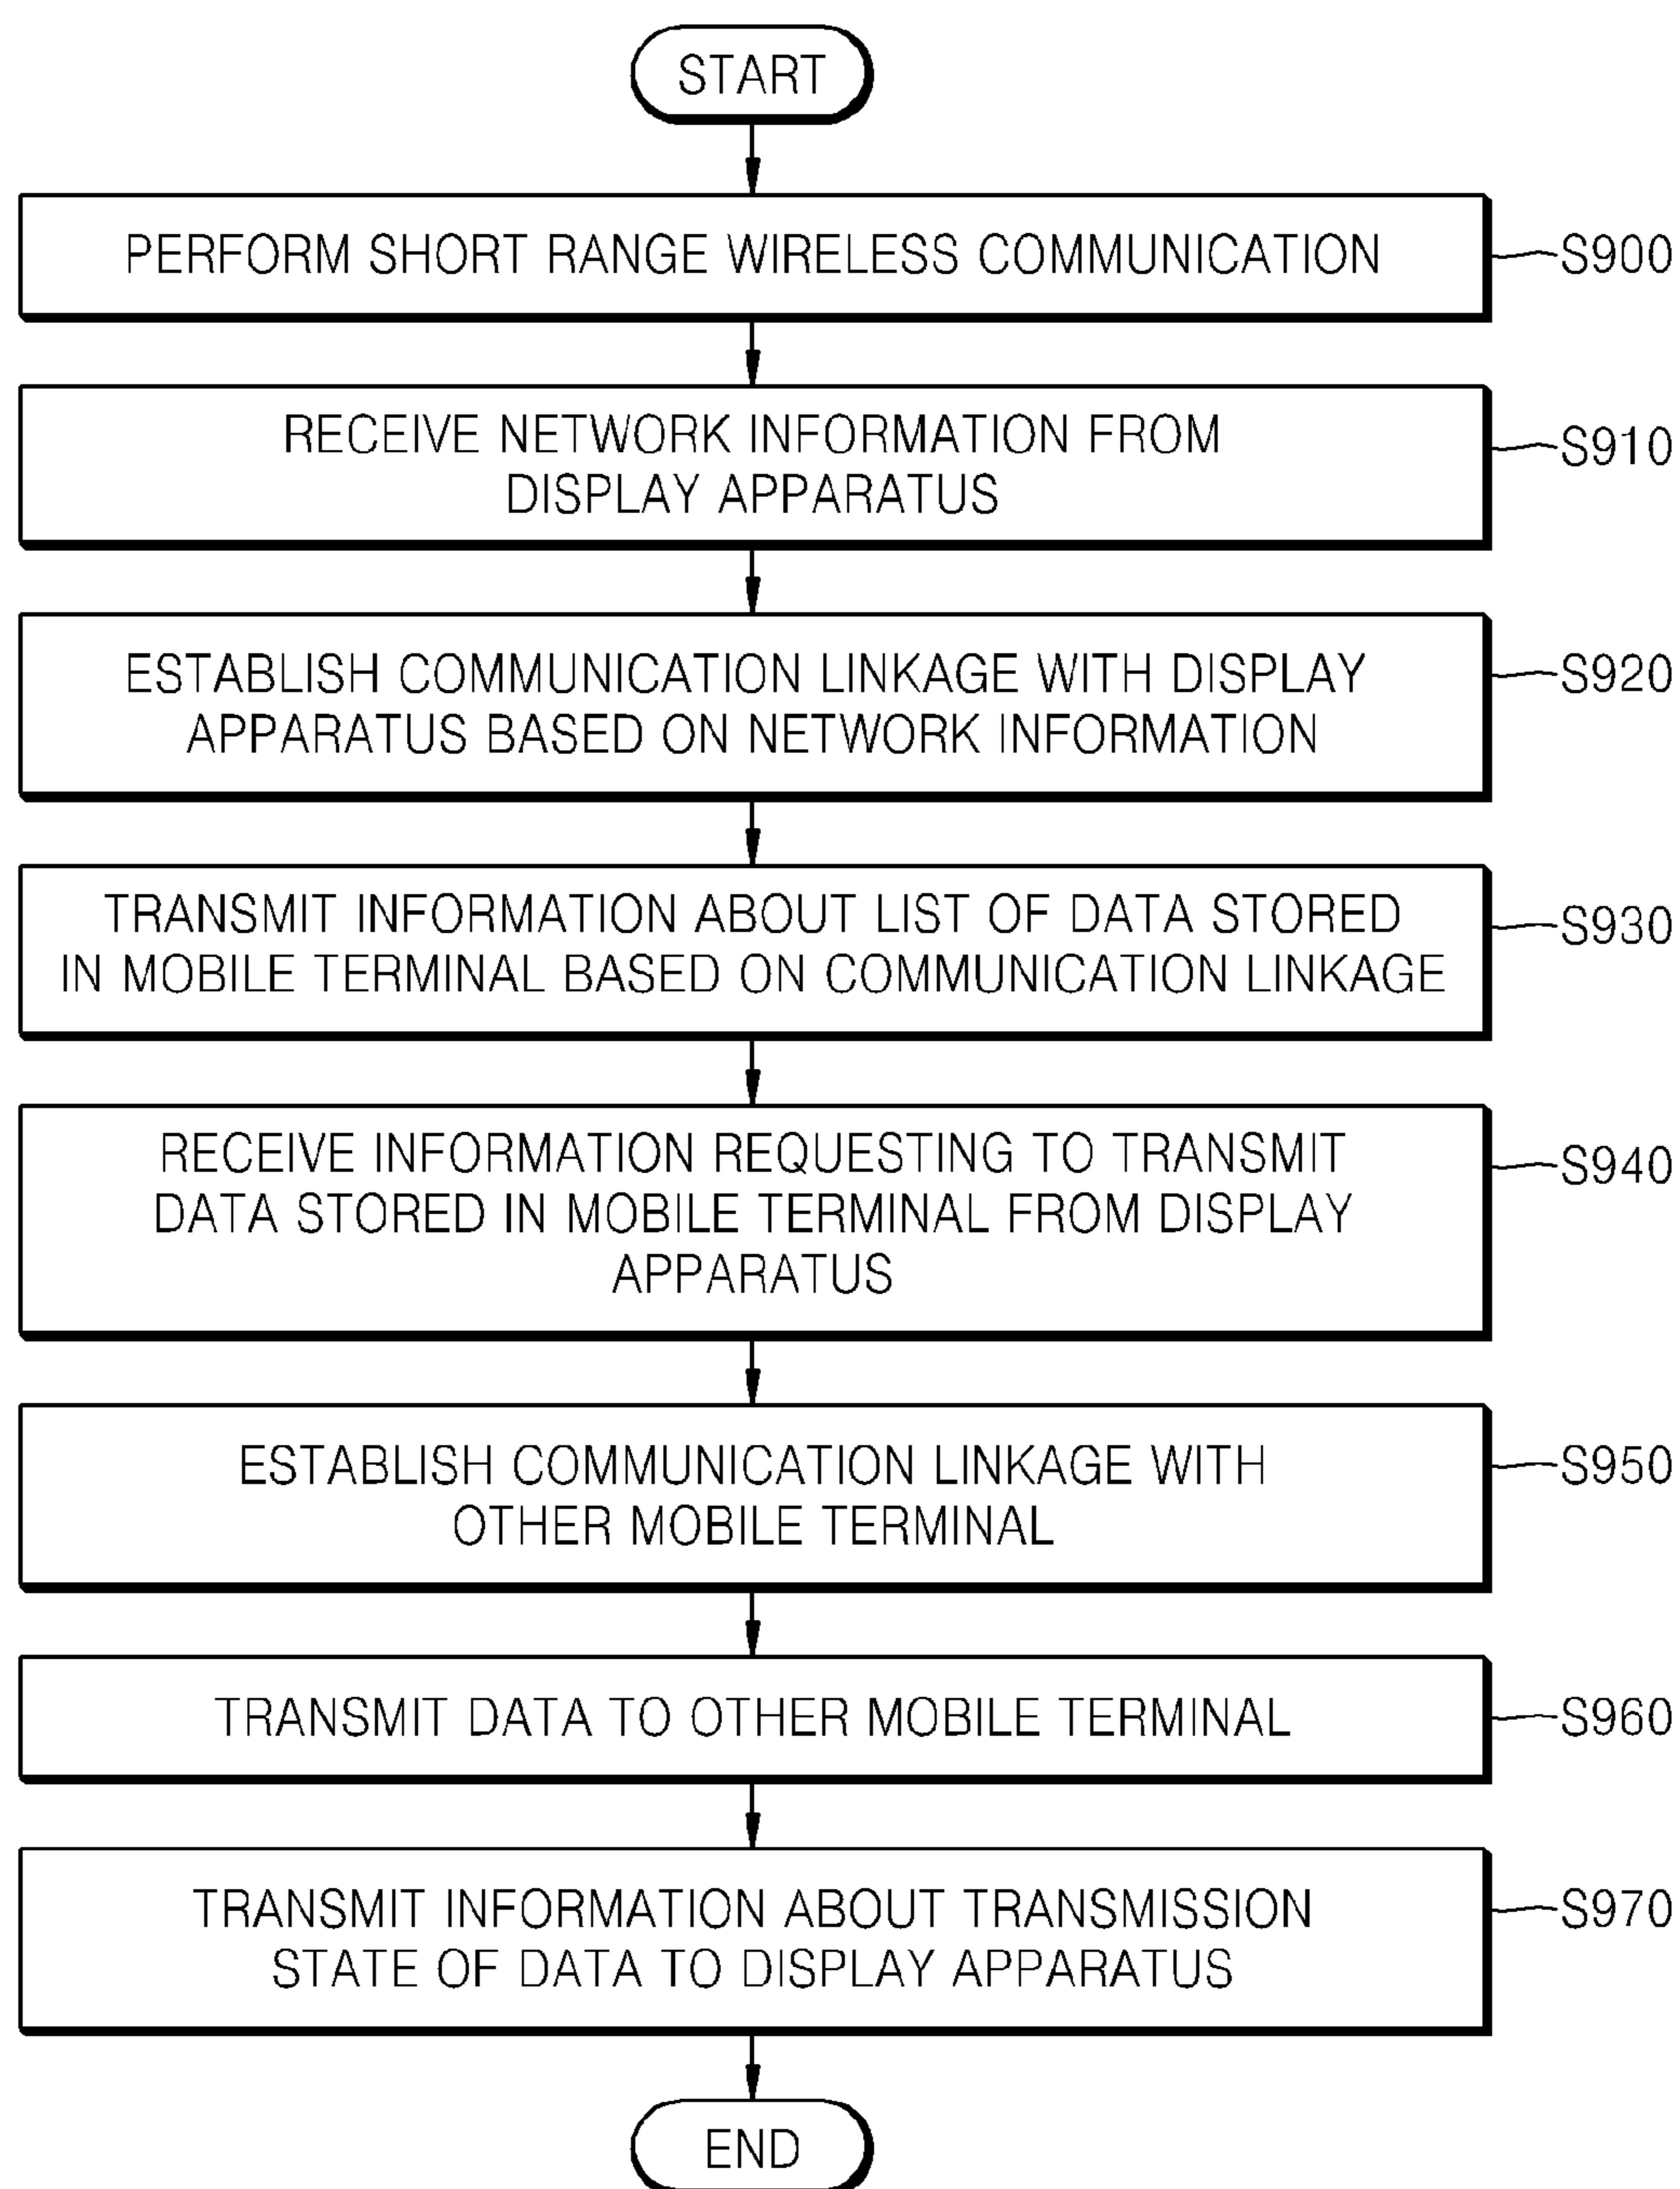 START
PERFORM SHORT RANGE WIRELESS COMMUNICATION
S900
RECEIVE NETWORK INFORMATION FROM
DISPLAY APPARATUS
S910
ESTABLISH COMMUNICATION LINKAGE WITH DISPLAY
APPARATUS BASED ON NETWORK INFORMATION
S920
TRANSMIT INFORMATION ABOUT LIST OF DATA STORED
IN MOBILE TERMINAL BASED ON COMMUNICATION LINKAGE
S930
RECEIVE INFORMATION REQUESTING TO TRANSMIT
DATA STORED IN MOBILE TERMINAL FROM DISPLAY
APPARATUS
S940
ESTABLISH COMMUNICATION LINKAGE WITH
OTHER MOBILE TERMINAL
S950
TRANSMIT DATA TO OTHER MOBILE TERMINAL
S960
TRANSMIT INFORMATION ABOUT TRANSMISSION
STATE OF DATA TO DISPLAY APPARATUS
S970
END